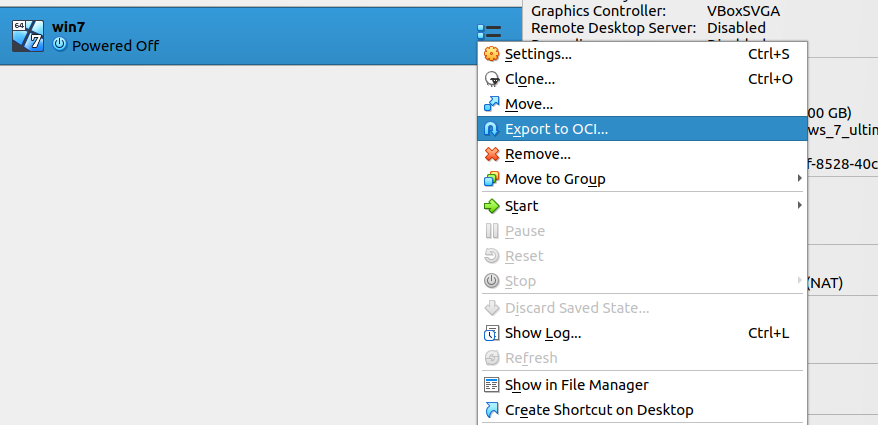 Graphics Controller: VBoxSVGA
64
7
win7
Remote Desktop Server: Disabled
Powered Off
Settings... Ctrl+S
Clone... Ctrl+O
Move...
00 GB)
Export to OCI...
ws_7_ultim
Remove...
f-8528-40c
Move to Group
Start
Pause
Reset
Stop
(NAT)
Discard Saved State...
Show Log... Ctrl+L
Refresh
Show in File Manager
Create Shortcut on Desktop